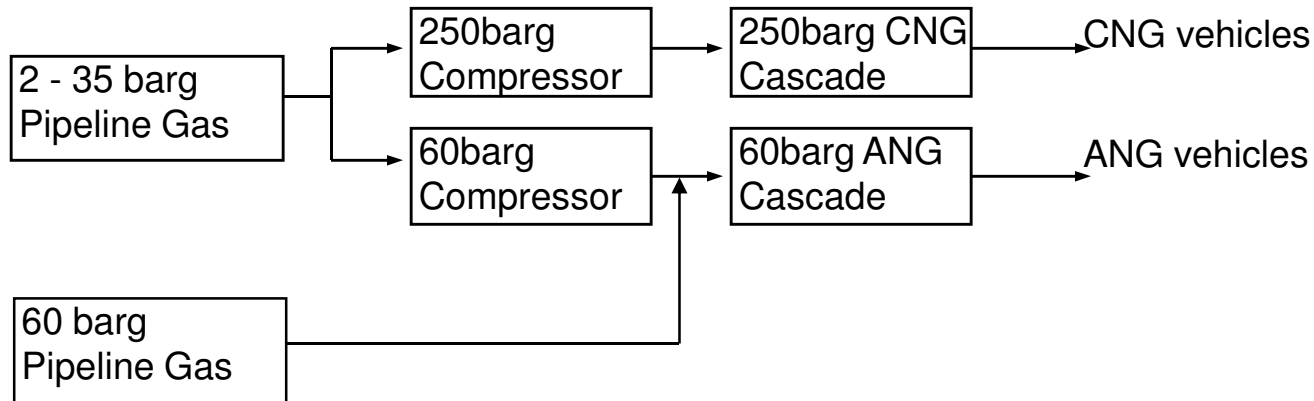 2 - 35 barg
Pipeline Gas
250barg
Compressor
250barg CNG
Cascade
CNG vehicles
60barg
Compressor
60barg ANG
Cascade
ANG vehicles
60 barg
Pipeline Gas